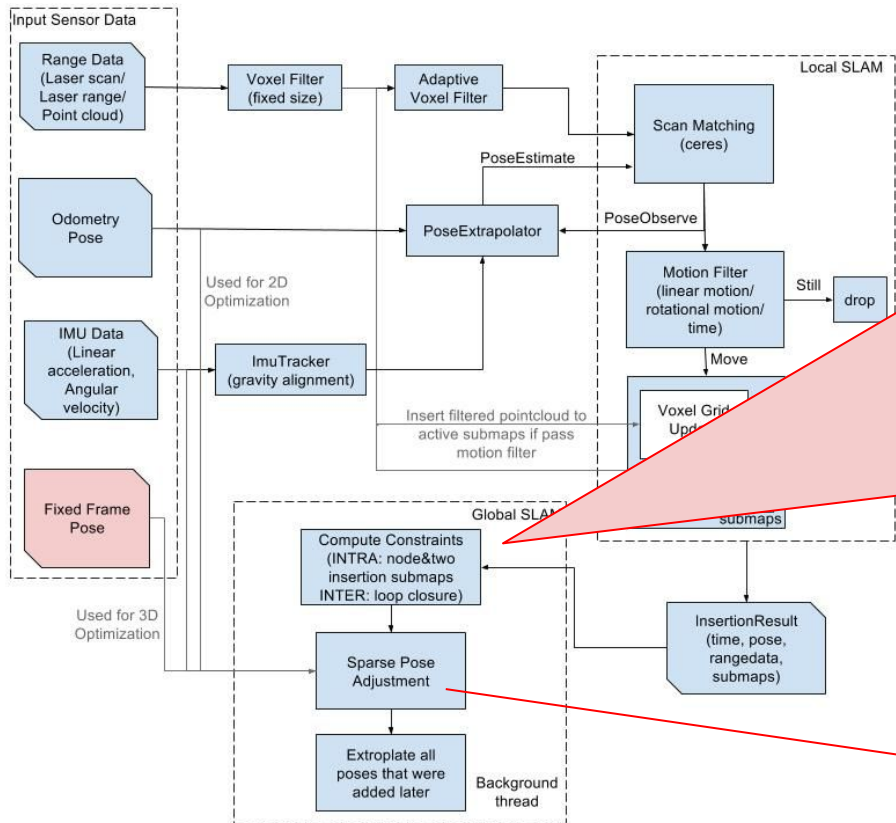 Input Sensor Data
Range Data
(Laser scan/
Laser range/
Point cloud)
Voxel Filter
(fixed size)
Adaptive
Voxel Filter
Local SLAM
Scan Matching
(ceres)
PoseEstimate
Odometry
Pose
PoseExtrapolator
PoseObserve
Used for 2D
Optimization
Motion Filter
(linear motion/
rotational motion/
time)
Still
drop
IMU Data
(Linear
acceleration,
Angular
velocity)
ImuTracker
(gravity alignment)
Move
Insert filtered pointcloud to
active submaps if pass
motion filter
Voxel Grid
submaps
Fixed Frame
Pose
Global SLAM
Compute Constraints
(INTRA: node&two
insertion submaps
INTER: loop closure)
Used for 3D
Optimization
InsertionResult
(time, pose,
rangedata,
submaps)
Sparse Pose
Adjustment
Extroplate all
poses that were
added later
Background
thread